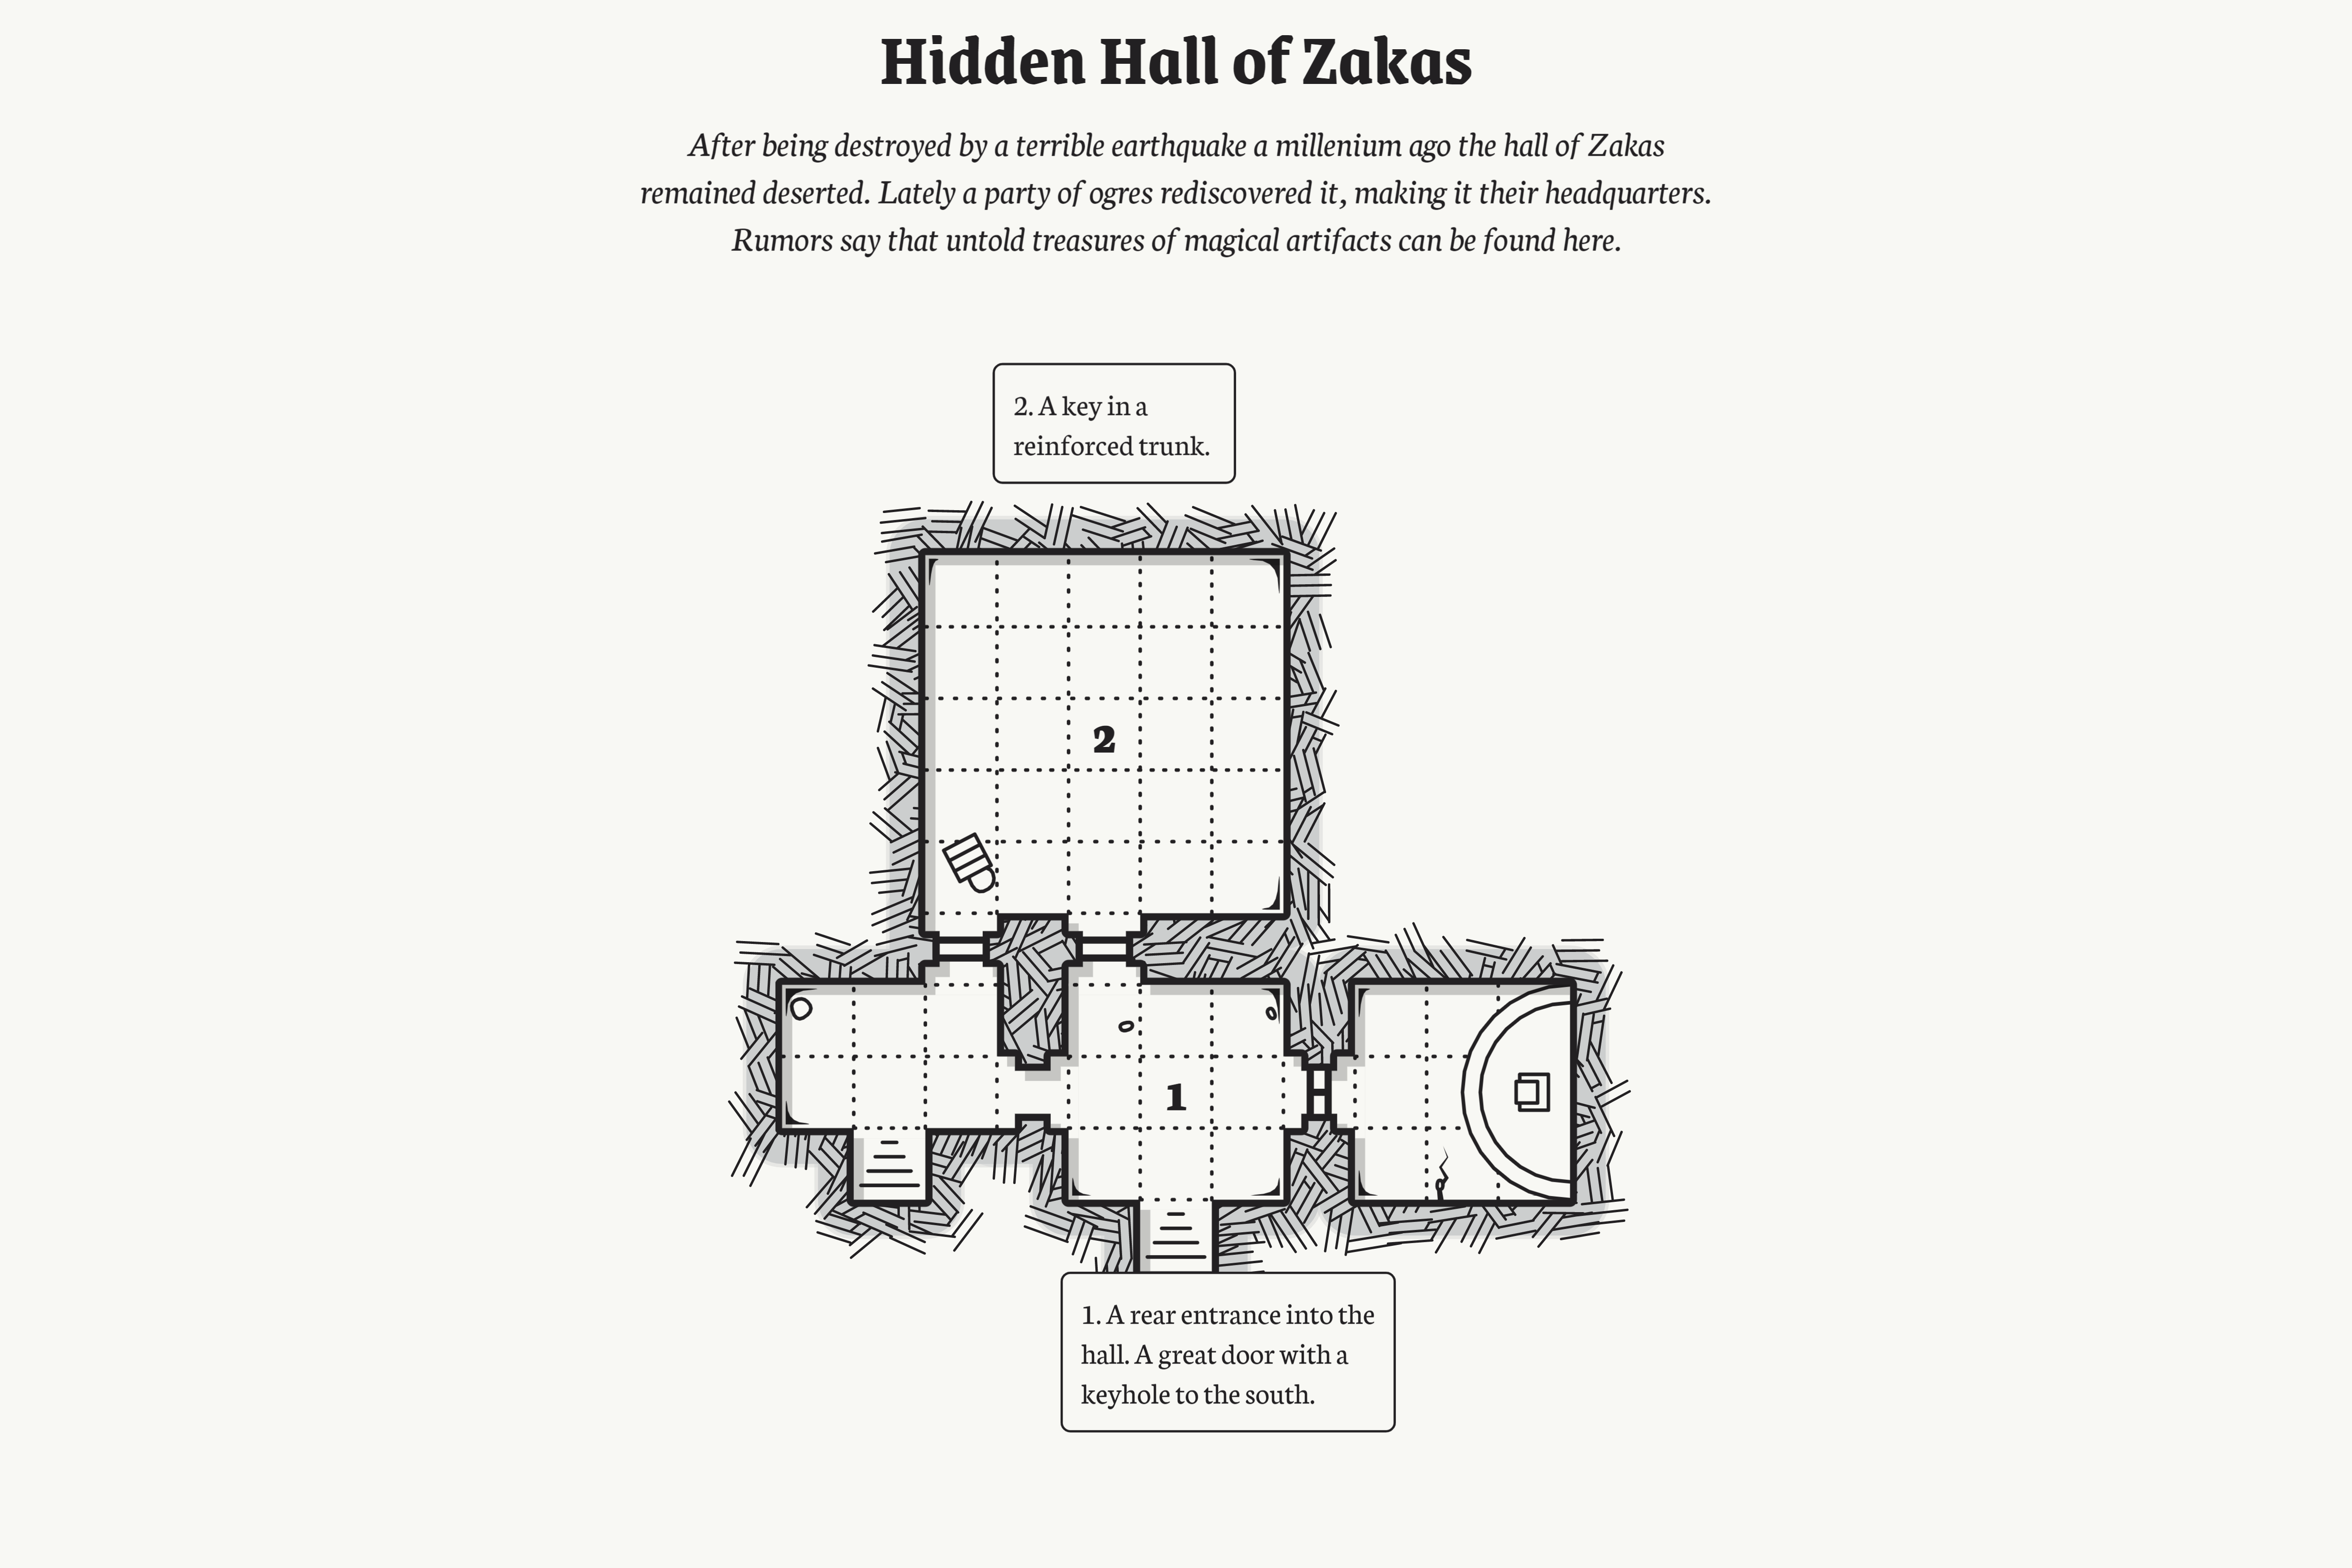 Hidden Hall of Zakas
After being destroyed by a terrible earthquake a millenium ago the hall of Zakas
remained deserted. Lately a party of ogres rediscovered it, making it their headquarters.
Rumors say that untold treasures of magical artifacts can be found here.
2. A key in a
reinforced trunk.
2
1
1. A rear entrance into the
hall. A great door with a
keyhole to the south.